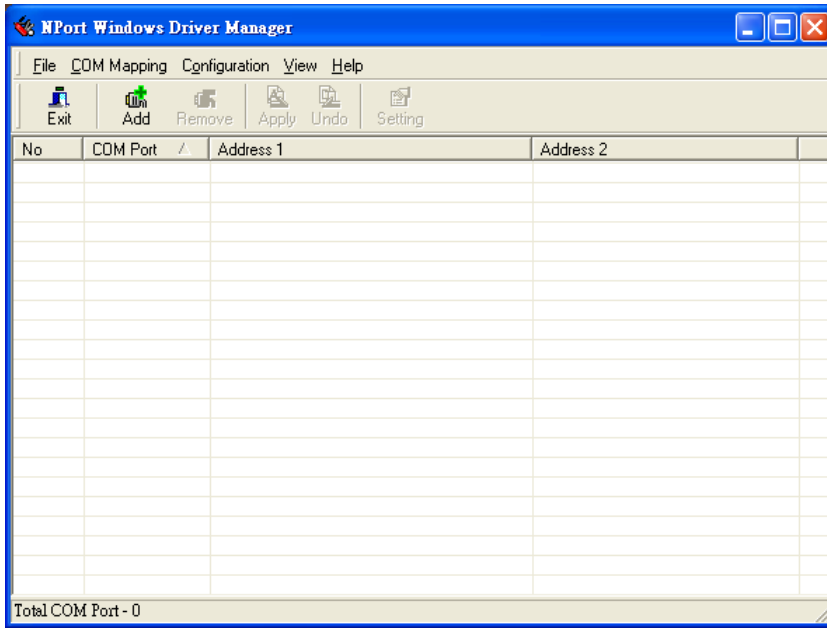 NPort Windows Driver Manager
File COM Mapping Configuration View Help
Exit Add Remove Apply Undo Setting
No COM Port Address 1 Address 2
Total COM Port - 0